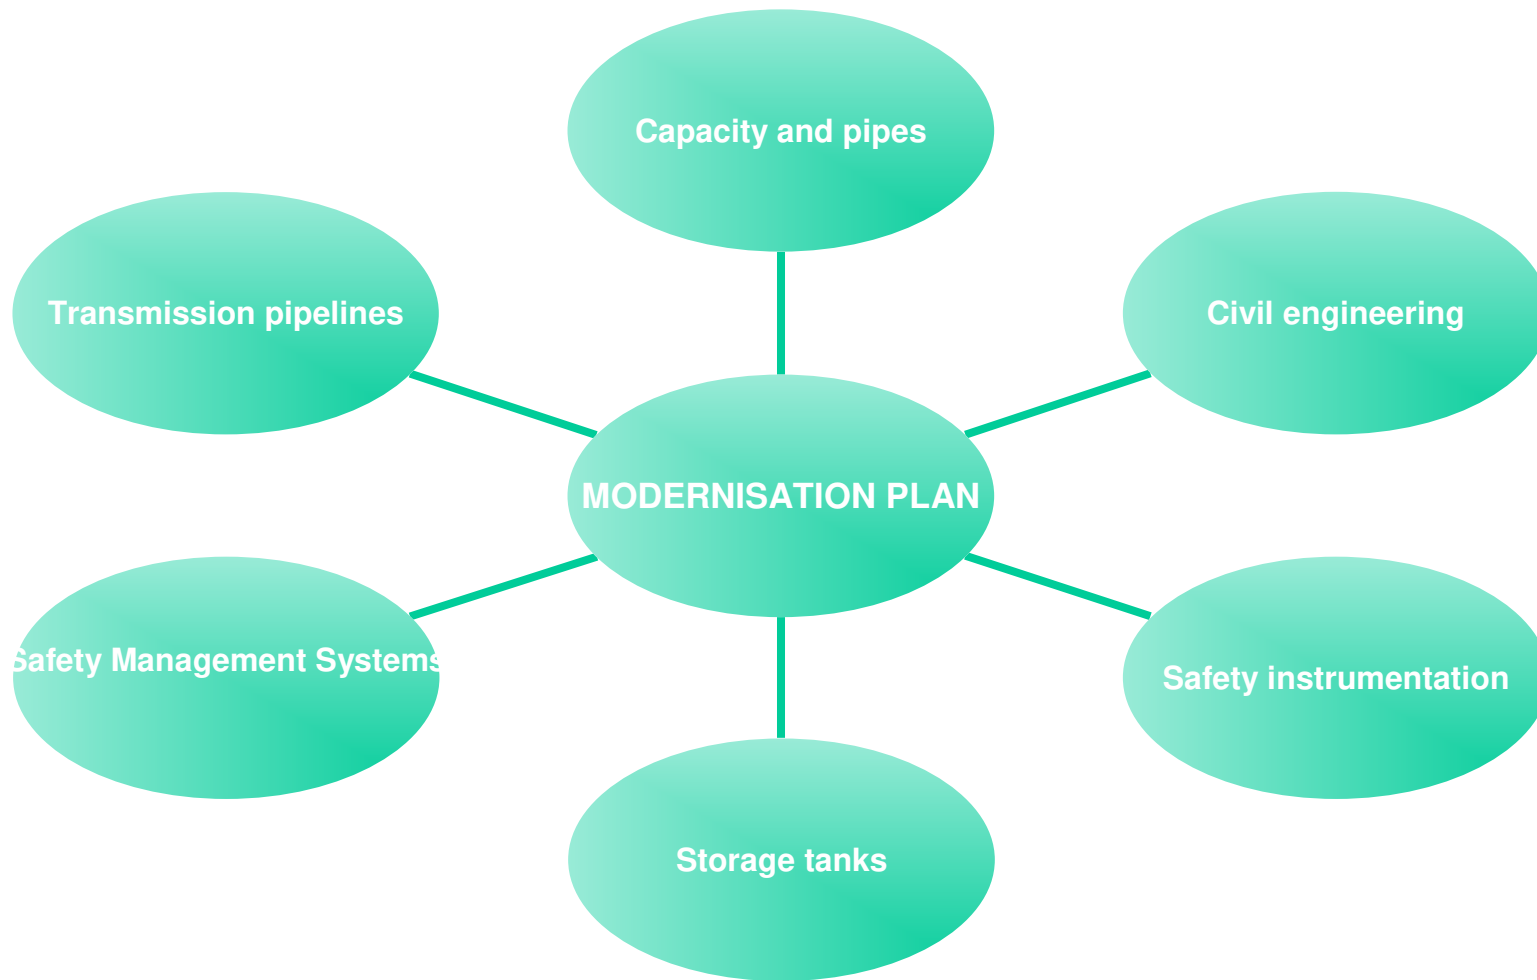 Capacity and pipes
Transmission pipelines
Civil engineering
MODERNISATION PLAN
Safety Management Systems
Safety instrumentation
Storage tanks